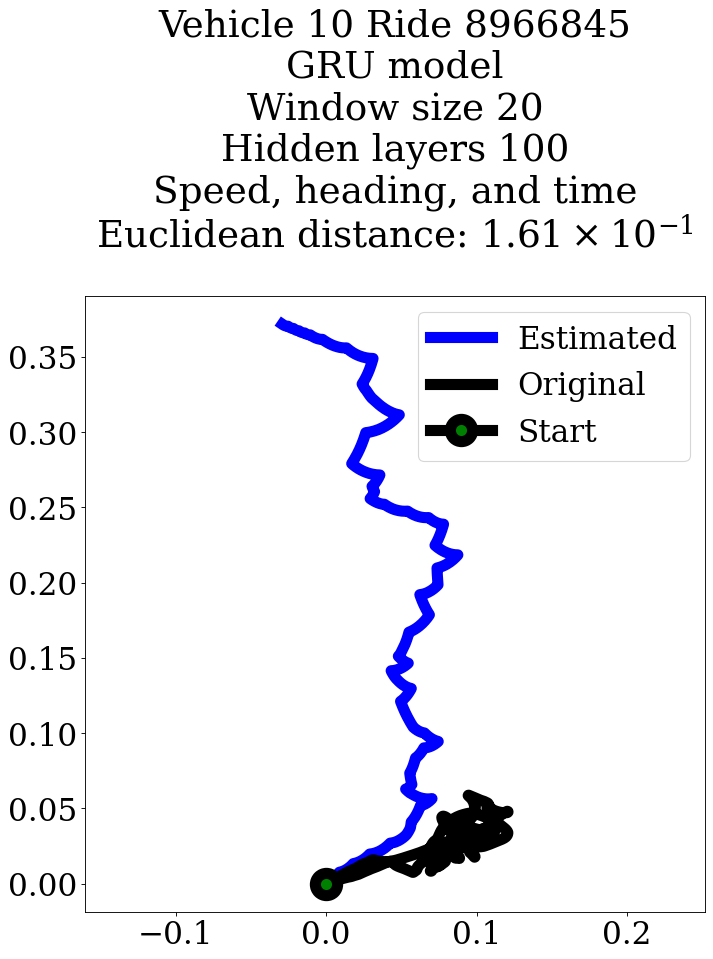 Vehicle 10 Ride 8966845
GRU model
Window size 20
Hidden layers 100
Speed, heading, and time
Euclidean distance: 1.61 × 10⁻¹
Estimated
Original
Start
0.35
0.30
0.25
0.20
0.15
0.10
0.05
0.00
−0.1 0.0 0.1 0.2